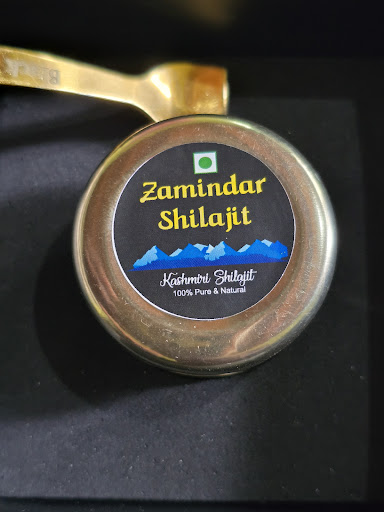 Zamindar
Shilajit
Kashmiri Shilajit
100% Pure & Natural